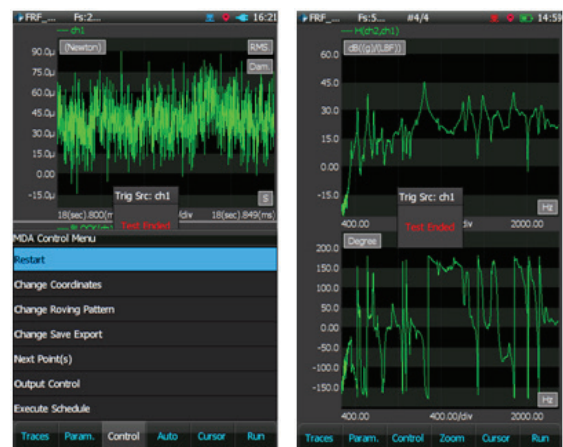 FRF_... Fs:2... 16:21
ch1
(Newton) RMS
90.0μ
Dam.
75.0μ
60.0μ
45.0μ
30.0μ
15.0μ
0.00
-15.0μ
Trig Src: ch1
S
18(sec).800(m /div 18(sec).849(ms)
Test Ended
MDA Control Menu
Restart
Change Coordinates
Change Roving Pattern
Change Save Export
Next Point(s)
Output Control
Execute Schedule
Traces Param. Control Auto Cursor Run
FRF_... Fs:5... #4/4 14:59
H(ch2,ch1)
60.0 dB((g)/(LBF))
45.0
30.0
15.0
0.00
-15.0
Trig Src: ch1
Hz
400.00 /div 2000.00
Test Ended
200.0 Degree
150.0
100.0
50.0
0.00
-50.0
-100.0
-150.0
Hz
400.00 400.00/div 2000.00
Traces Param. Control Zoom Cursor Run